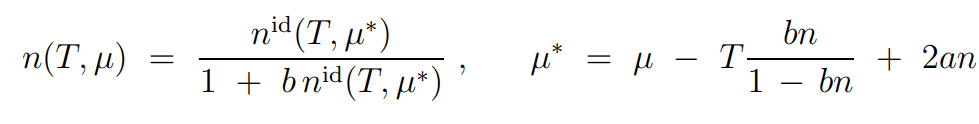 n(T, μ) = n^id(T, μ*) / (1 + b n^id(T, μ*)) , μ* = μ − T bn / (1 − bn) + 2an